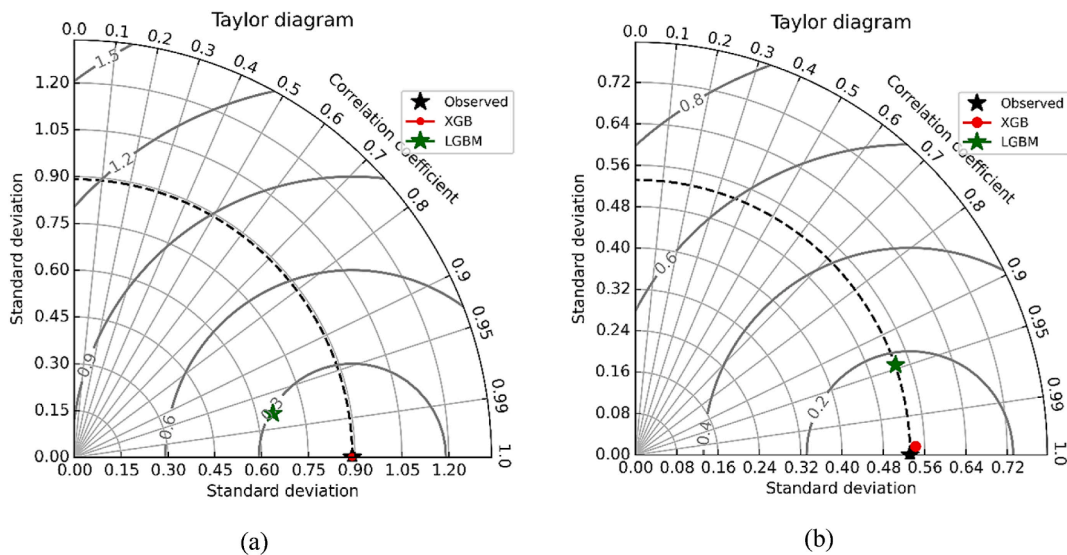 Taylor diagram
0.0 0.1 0.2 0.3 0.4 0.5 0.6 0.7 0.8 0.9 0.95 0.99 1.0
Correlation coefficient
Observed
XGB
LGBM
1.5
1.2
0.9
0.6
0.3
Standard deviation
1.20
1.05
0.90
0.75
0.60
0.45
0.30
0.15
0.00
0.00 0.15 0.30 0.45 0.60 0.75 0.90 1.05 1.20
Standard deviation
(a)
Taylor diagram
0.0 0.1 0.2 0.3 0.4 0.5 0.6 0.7 0.8 0.9 0.95 0.99 1.0
Correlation coefficient
Observed
XGB
LGBM
0.8
0.6
0.4
0.2
Standard deviation
0.72
0.64
0.56
0.48
0.40
0.32
0.24
0.16
0.08
0.00
0.00 0.08 0.16 0.24 0.32 0.40 0.48 0.56 0.64 0.72
Standard deviation
(b)